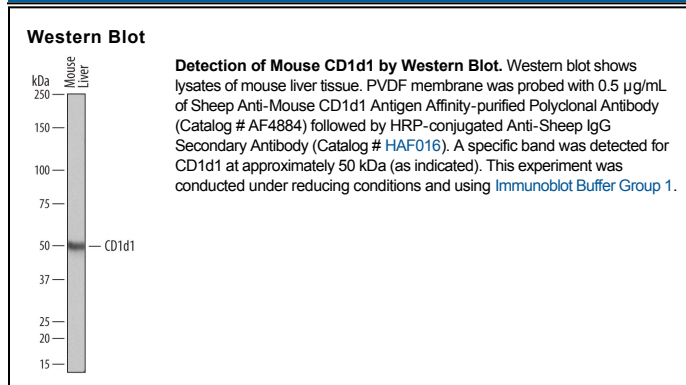 Western Blot
Mouse
Liver
kDa
250
150
100
75
50
37
25
20
15
CD1d1
Detection of Mouse CD1d1 by Western Blot. Western blot shows
lysates of mouse liver tissue. PVDF membrane was probed with 0.5 µg/mL
of Sheep Anti-Mouse CD1d1 Antigen Affinity-purified Polyclonal Antibody
(Catalog # AF4884) followed by HRP-conjugated Anti-Sheep IgG
Secondary Antibody (Catalog # HAF016). A specific band was detected for
CD1d1 at approximately 50 kDa (as indicated). This experiment was
conducted under reducing conditions and using Immunoblot Buffer Group 1.